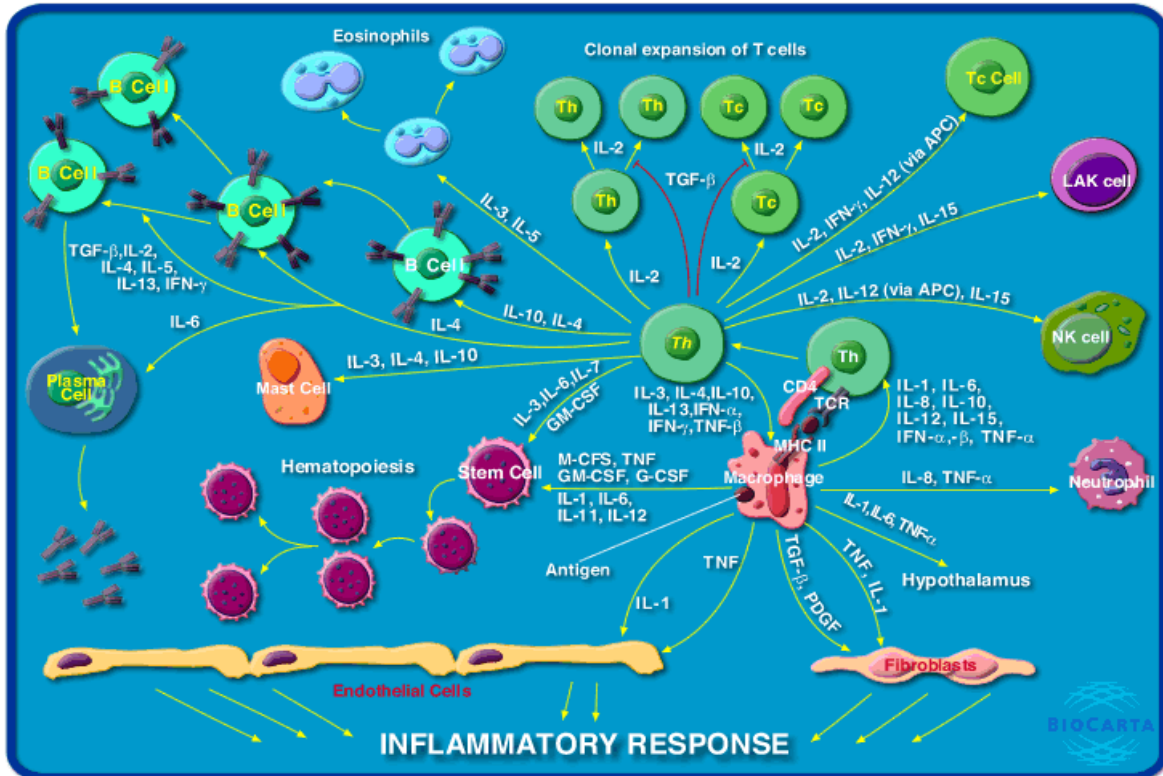 Eosinophils
Clonal expansion of T cells
B Cell
Th
Th
Tc
Tc
Tc Cell
IL-2
IL-2
B Cell
TGF-β
LAK cell
B Cell
Th
Tc
IL-3, IL-5
IL-2, IFN-γ, IL-12 (via APC)
IL-2, IFN-γ, IL-15
TGF-β,IL-2,
IL-4, IL-5,
IL-13, IFN-γ
B Cell
IL-2
IL-2
IL-2, IL-12 (via APC), IL-15
IL-6
IL-4
IL-10, IL-4
Th
NK cell
Th
Plasma
Cell
Mast Cell
IL-3, IL-4, IL-10
IL-3,IL-6,IL-7
GM-CSF
IL-3, IL-4,IL-10,
IL-13,IFN-α,
IFN-γ,TNF-β
CD4
TCR
MHC II
IL-1, IL-6,
IL-8, IL-10,
IL-12, IL-15,
IFN-α,-β, TNF-α
Hematopoiesis
Stem Cell
M-CFS, TNF
GM-CSF, G-CSF
IL-1, IL-6,
IL-11, IL-12
Macrophage
IL-8, TNF-α
Neutrophil
IL-1,IL-6, TNF-α
Antigen
TNF
TGF-β, PDGF
TNF, IL-1
Hypothalamus
IL-1
Endothelial Cells
Fibroblasts
BIOCARTA
INFLAMMATORY RESPONSE